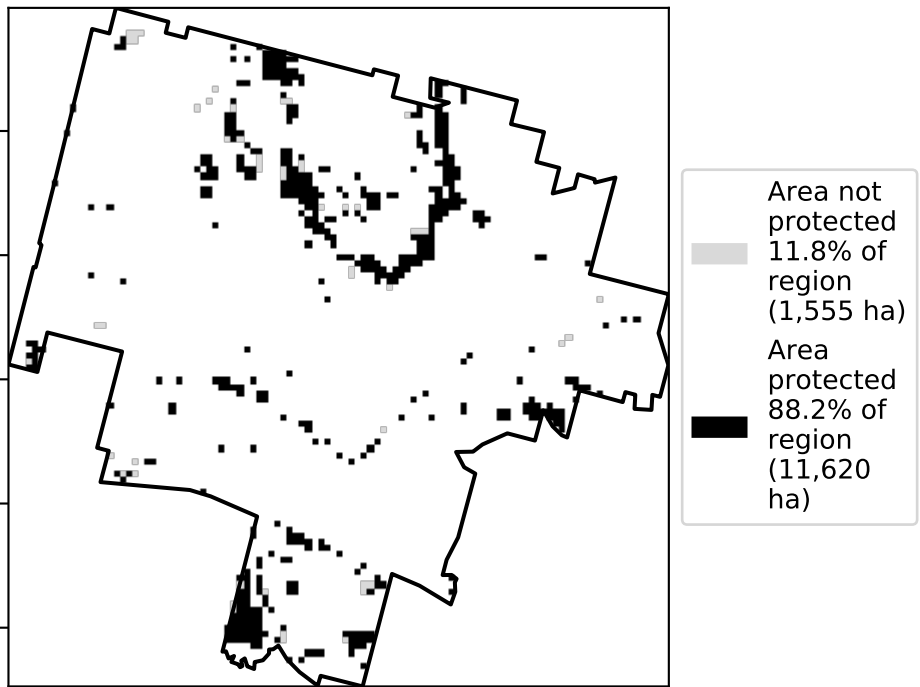 Area not
protected
11.8% of
region
(1,555 ha)
Area
protected
88.2% of
region
(11,620
ha)